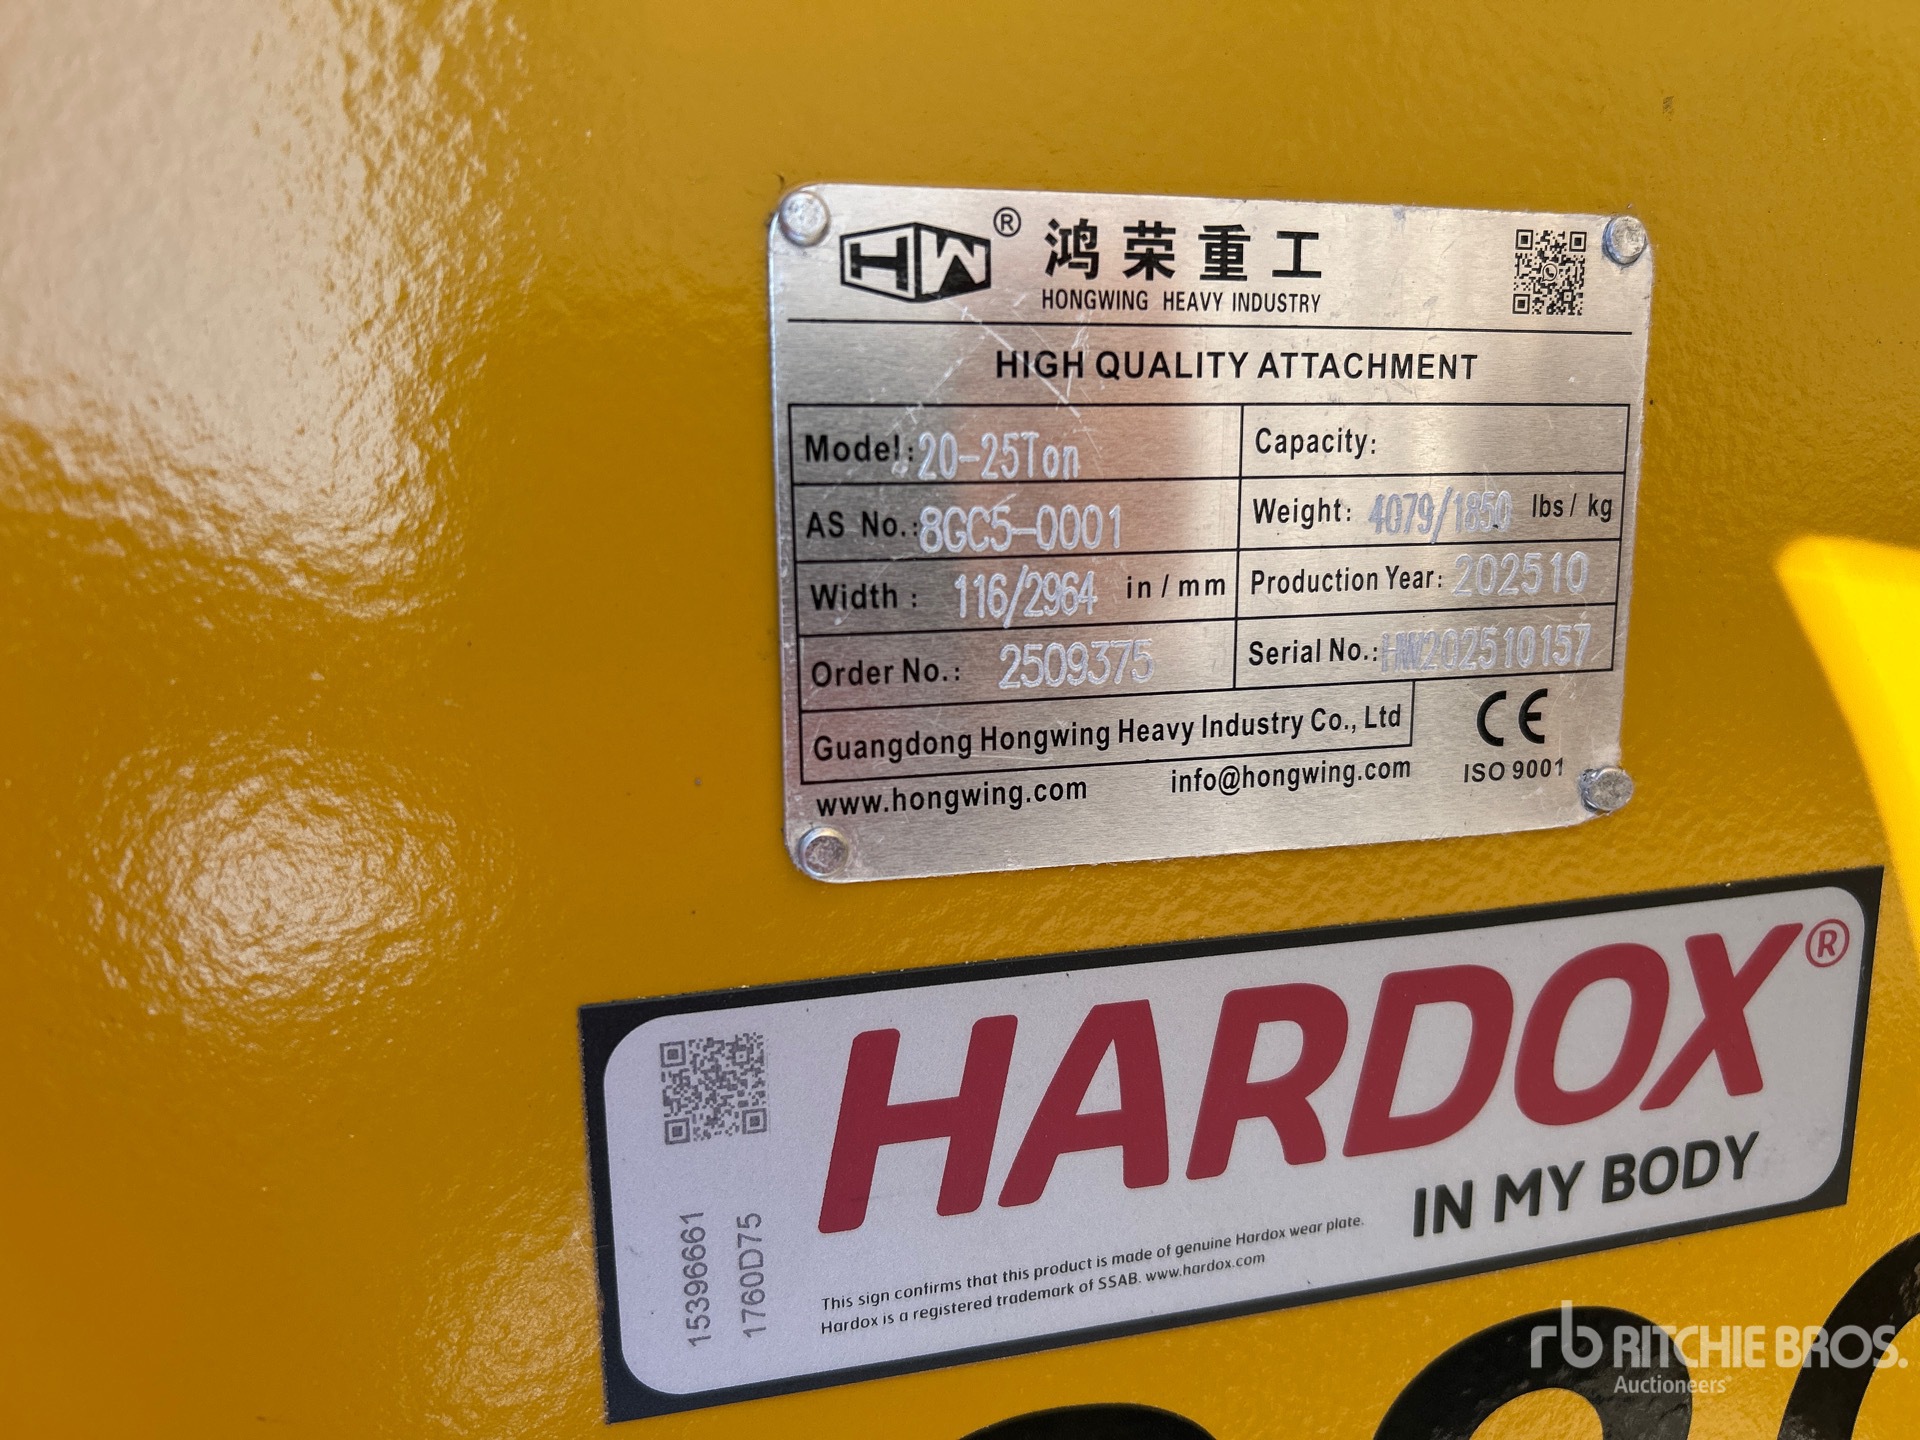 HW® 鸿荣重工
HONGWING HEAVY INDUSTRY
HIGH QUALITY ATTACHMENT
Model: 20-25Ton
Capacity:
AS No.: 8GC5-0001
Weight: 4079/1850 lbs / kg
Width : 116/2964 in / mm
Production Year: 202510
Order No.: 2509375
Serial No.: HW202510157
Guangdong Hongwing Heavy Industry Co., Ltd
CE
www.hongwing.com info@hongwing.com ISO 9001
HARDOX®
IN MY BODY
15396661
1760D75
This sign confirms that this product is made of genuine Hardox wear plate.
Hardox is a registered trademark of SSAB. www.hardox.com
rb RITCHIE BROS.
Auctioneers